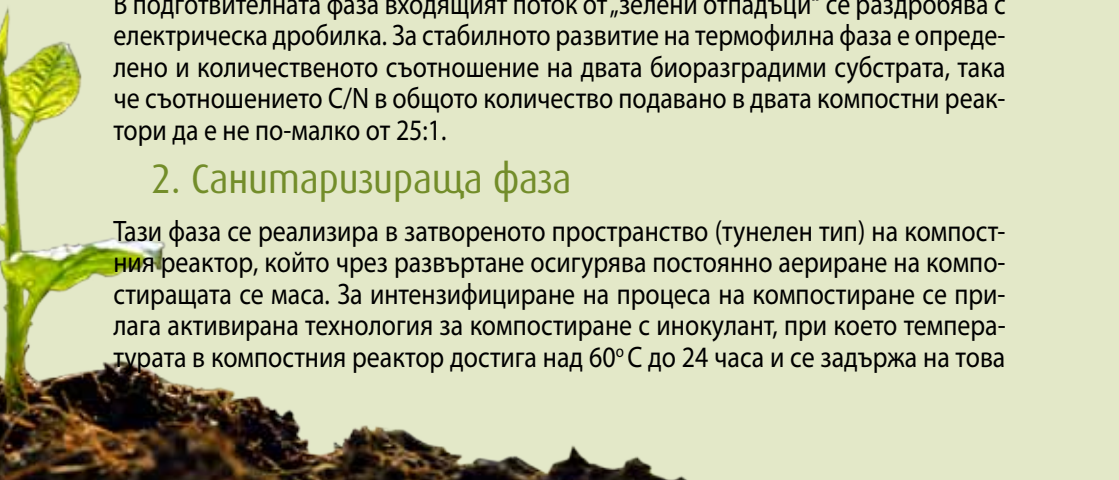 В подготвителната фаза входящият поток от „зелени отпадъци“ се раздробява с
електрическа дробилка. За стабилното развитие на термофилна фаза е опреде-
лено и количественото съотношение на двата биоразградими субстрата, така
че съотношението C/N в общото количество подавано в двата компостни реак-
тори да е не по-малко от 25:1.
2. Санитаризираща фаза
Тази фаза се реализира в затвореното пространство (тунелен тип) на компост-
ния реактор, който чрез развъртане осигурява постоянно аериране на компо-
стиращата се маса. За интензифициране на процеса на компостиране се при-
лага активирана технология за компостиране с инокулант, при което темпера-
турата в компостния реактор достига над 60º С до 24 часа и се задържа на това